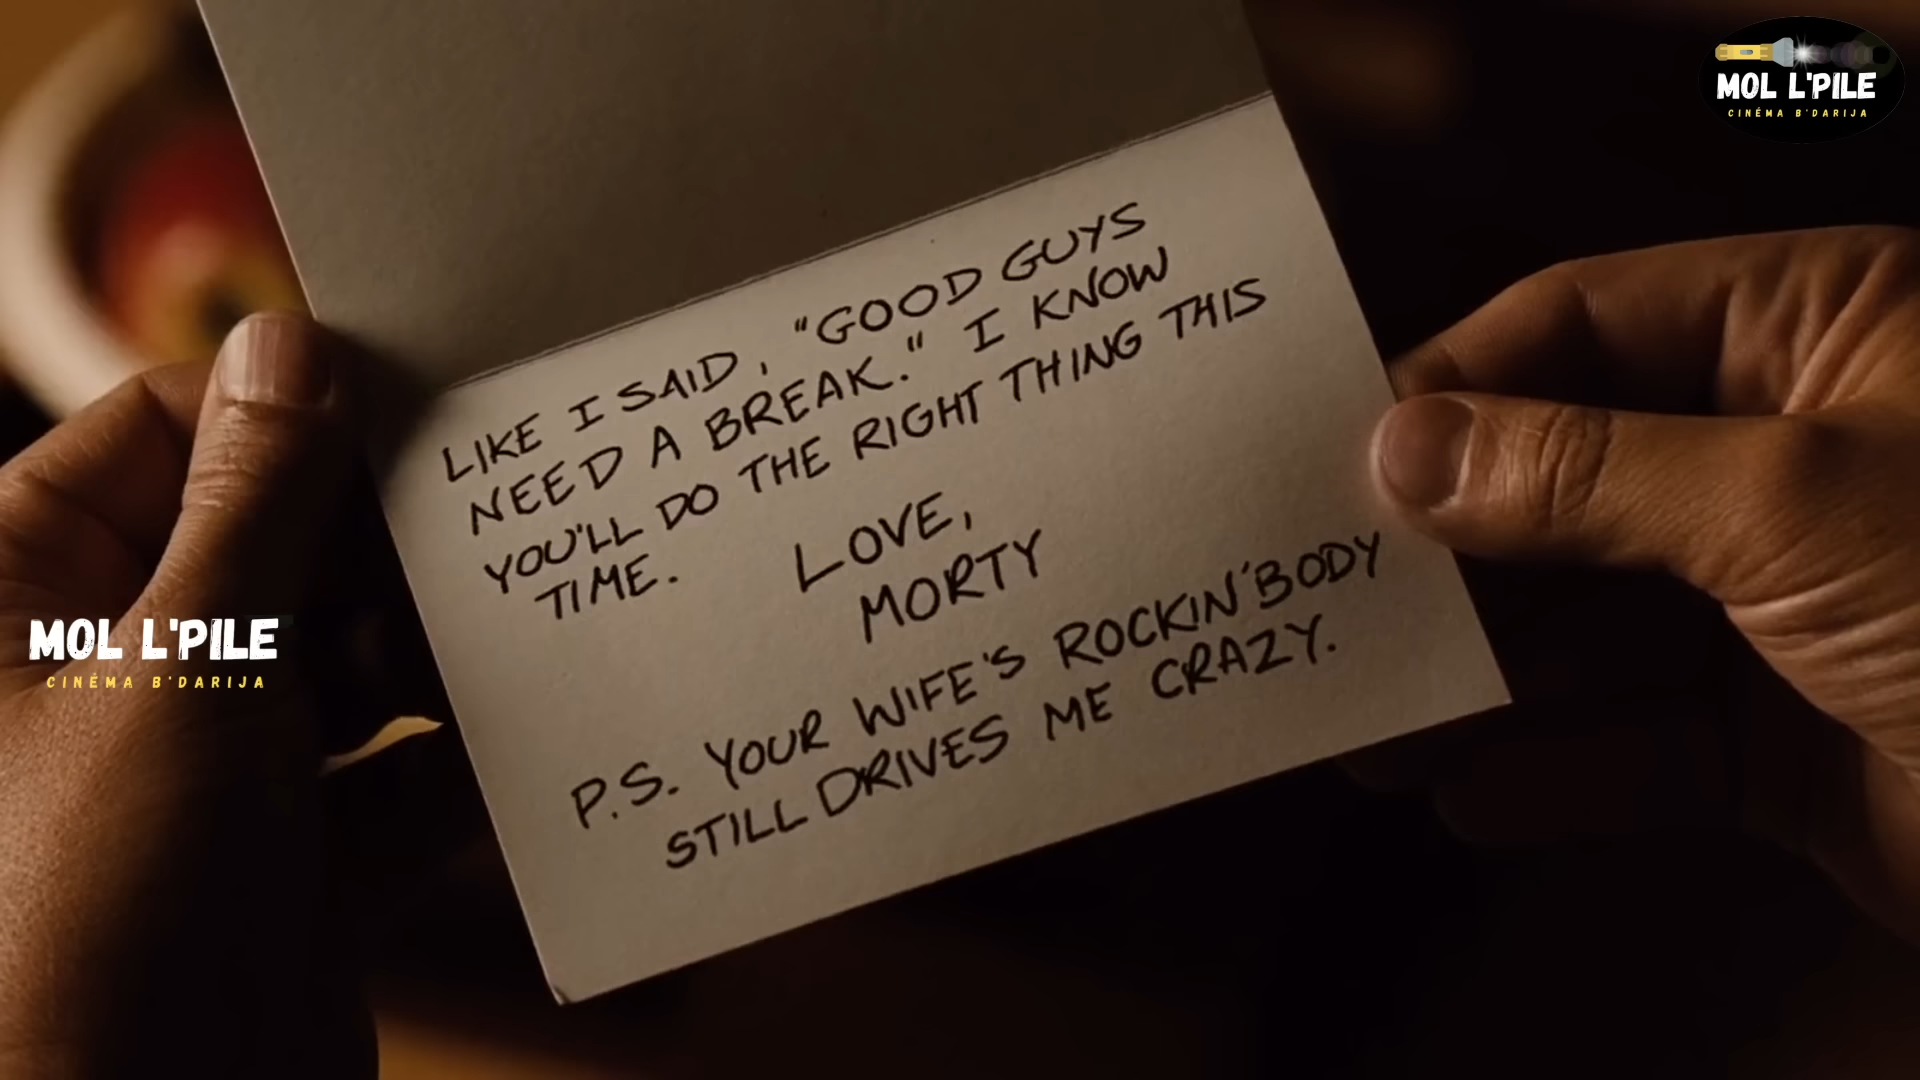 MOL L'PILE
CINÉMA B'DARIJA
LIKE I SAID, "GOOD GUYS
NEED A BREAK." I KNOW
YOU'LL DO THE RIGHT THING THIS
TIME.
LOVE,
MORTY
P.S. YOUR WIFE'S ROCKIN' BODY
STILL DRIVES ME CRAZY.
MOL L'PILE
CINÉMA B'DARIJA